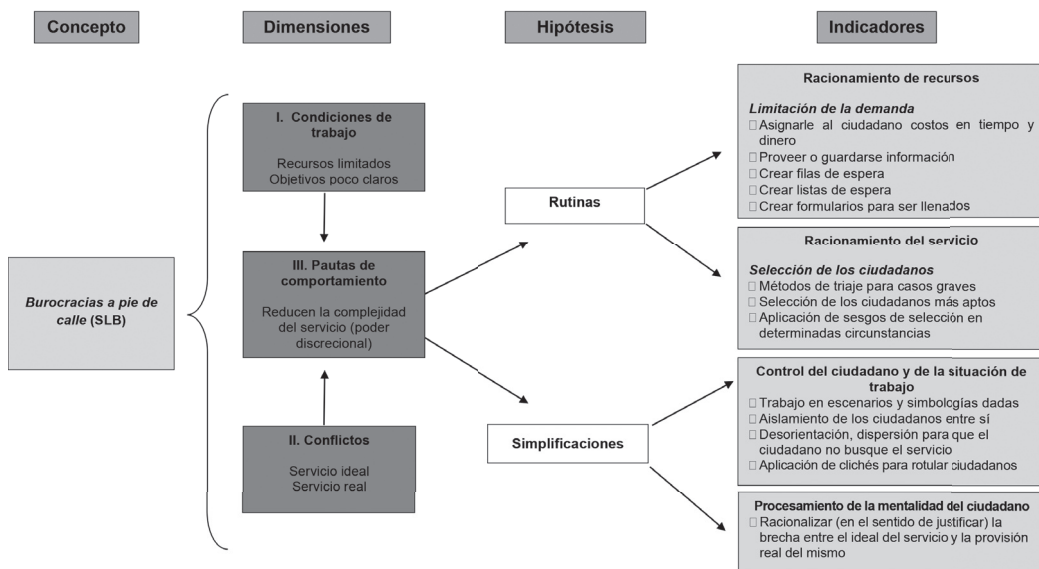 Concepto
Dimensiones
Hipótesis
Indicadores
Burocracias a pie de
calle (SLB)
I. Condiciones de
trabajo
Recursos limitados
Objetivos poco claros
III. Pautas de
comportamiento
Reducen la complejidad
del servicio (poder
discrecional)
II. Conflictos
Servicio ideal
Servicio real
Rutinas
Simplificaciones
Racionamiento de recursos
Limitación de la demanda
□ Asignarle al ciudadano costos en tiempo y
dinero
□ Proveer o guardarse información
□ Crear filas de espera
□ Crear listas de espera
□ Crear formularios para ser llenados
Racionamiento del servicio
Selección de los ciudadanos
□ Métodos de triaje para casos graves
□ Selección de los ciudadanos más aptos
□ Aplicación de sesgos de selección en
determinadas circunstancias
Control del ciudadano y de la situación de
trabajo
□ Trabajo en escenarios y simbologías dadas
□ Aislamiento de los ciudadanos entre sí
□ Desorientación, dispersión para que el
ciudadano no busque el servicio
□ Aplicación de clichés para rotular ciudadanos
Procesamiento de la mentalidad del ciudadano
□ Racionalizar (en el sentido de justificar) la
brecha entre el ideal del servicio y la provisión
real del mismo